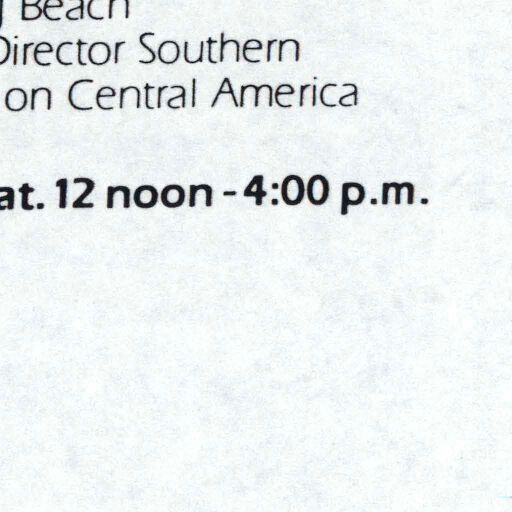 Beach
Director Southern
on Central America
at. 12 noon - 4:00 p.m.